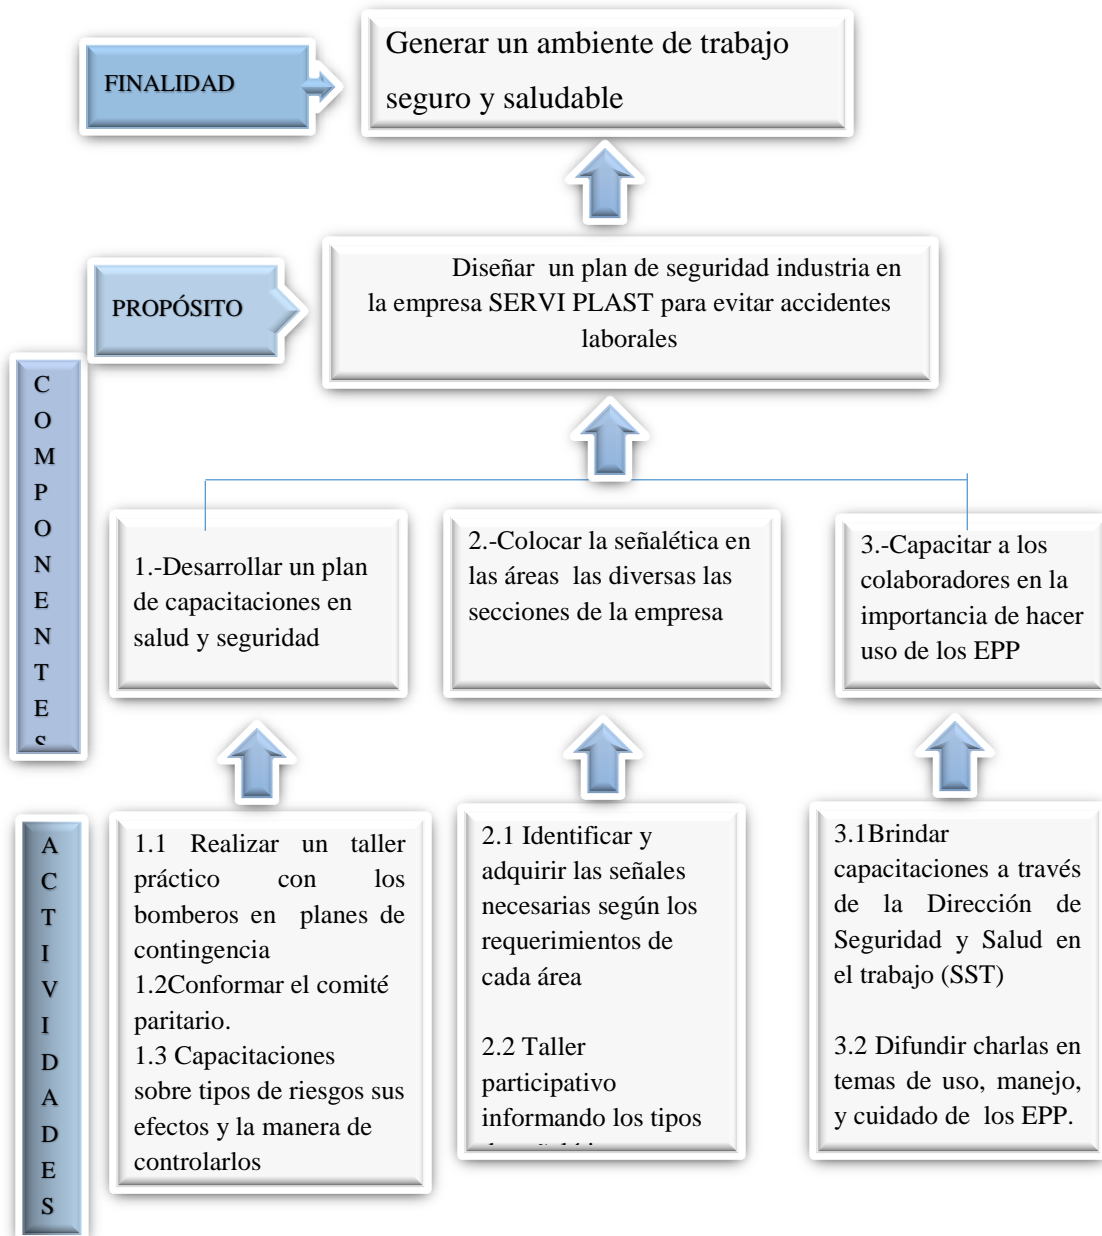 FINALIDAD
Generar un ambiente de trabajo
seguro y saludable
PROPÓSITO
Diseñar un plan de seguridad industria en
la empresa SERVI PLAST para evitar accidentes
laborales
C
O
M
P
O
N
E
N
T
E
S
1.-Desarrollar un plan
de capacitaciones en
salud y seguridad
2.-Colocar la señalética en
las áreas las diversas las
secciones de la empresa
3.-Capacitar a los
colaboradores en la
importancia de hacer
uso de los EPP
A
C
T
I
V
I
D
A
D
E
S
1.1 Realizar un taller
práctico con los
bomberos en planes de
contingencia
1.2Conformar el comité
paritario.
1.3 Capacitaciones
sobre tipos de riesgos sus
efectos y la manera de
controlarlos
2.1 Identificar y
adquirir las señales
necesarias según los
requerimientos de
cada área
2.2 Taller
participativo
informando los tipos
3.1Brindar
capacitaciones a través
de la Dirección de
Seguridad y Salud en
el trabajo (SST)
3.2 Difundir charlas en
temas de uso, manejo,
y cuidado de los EPP.